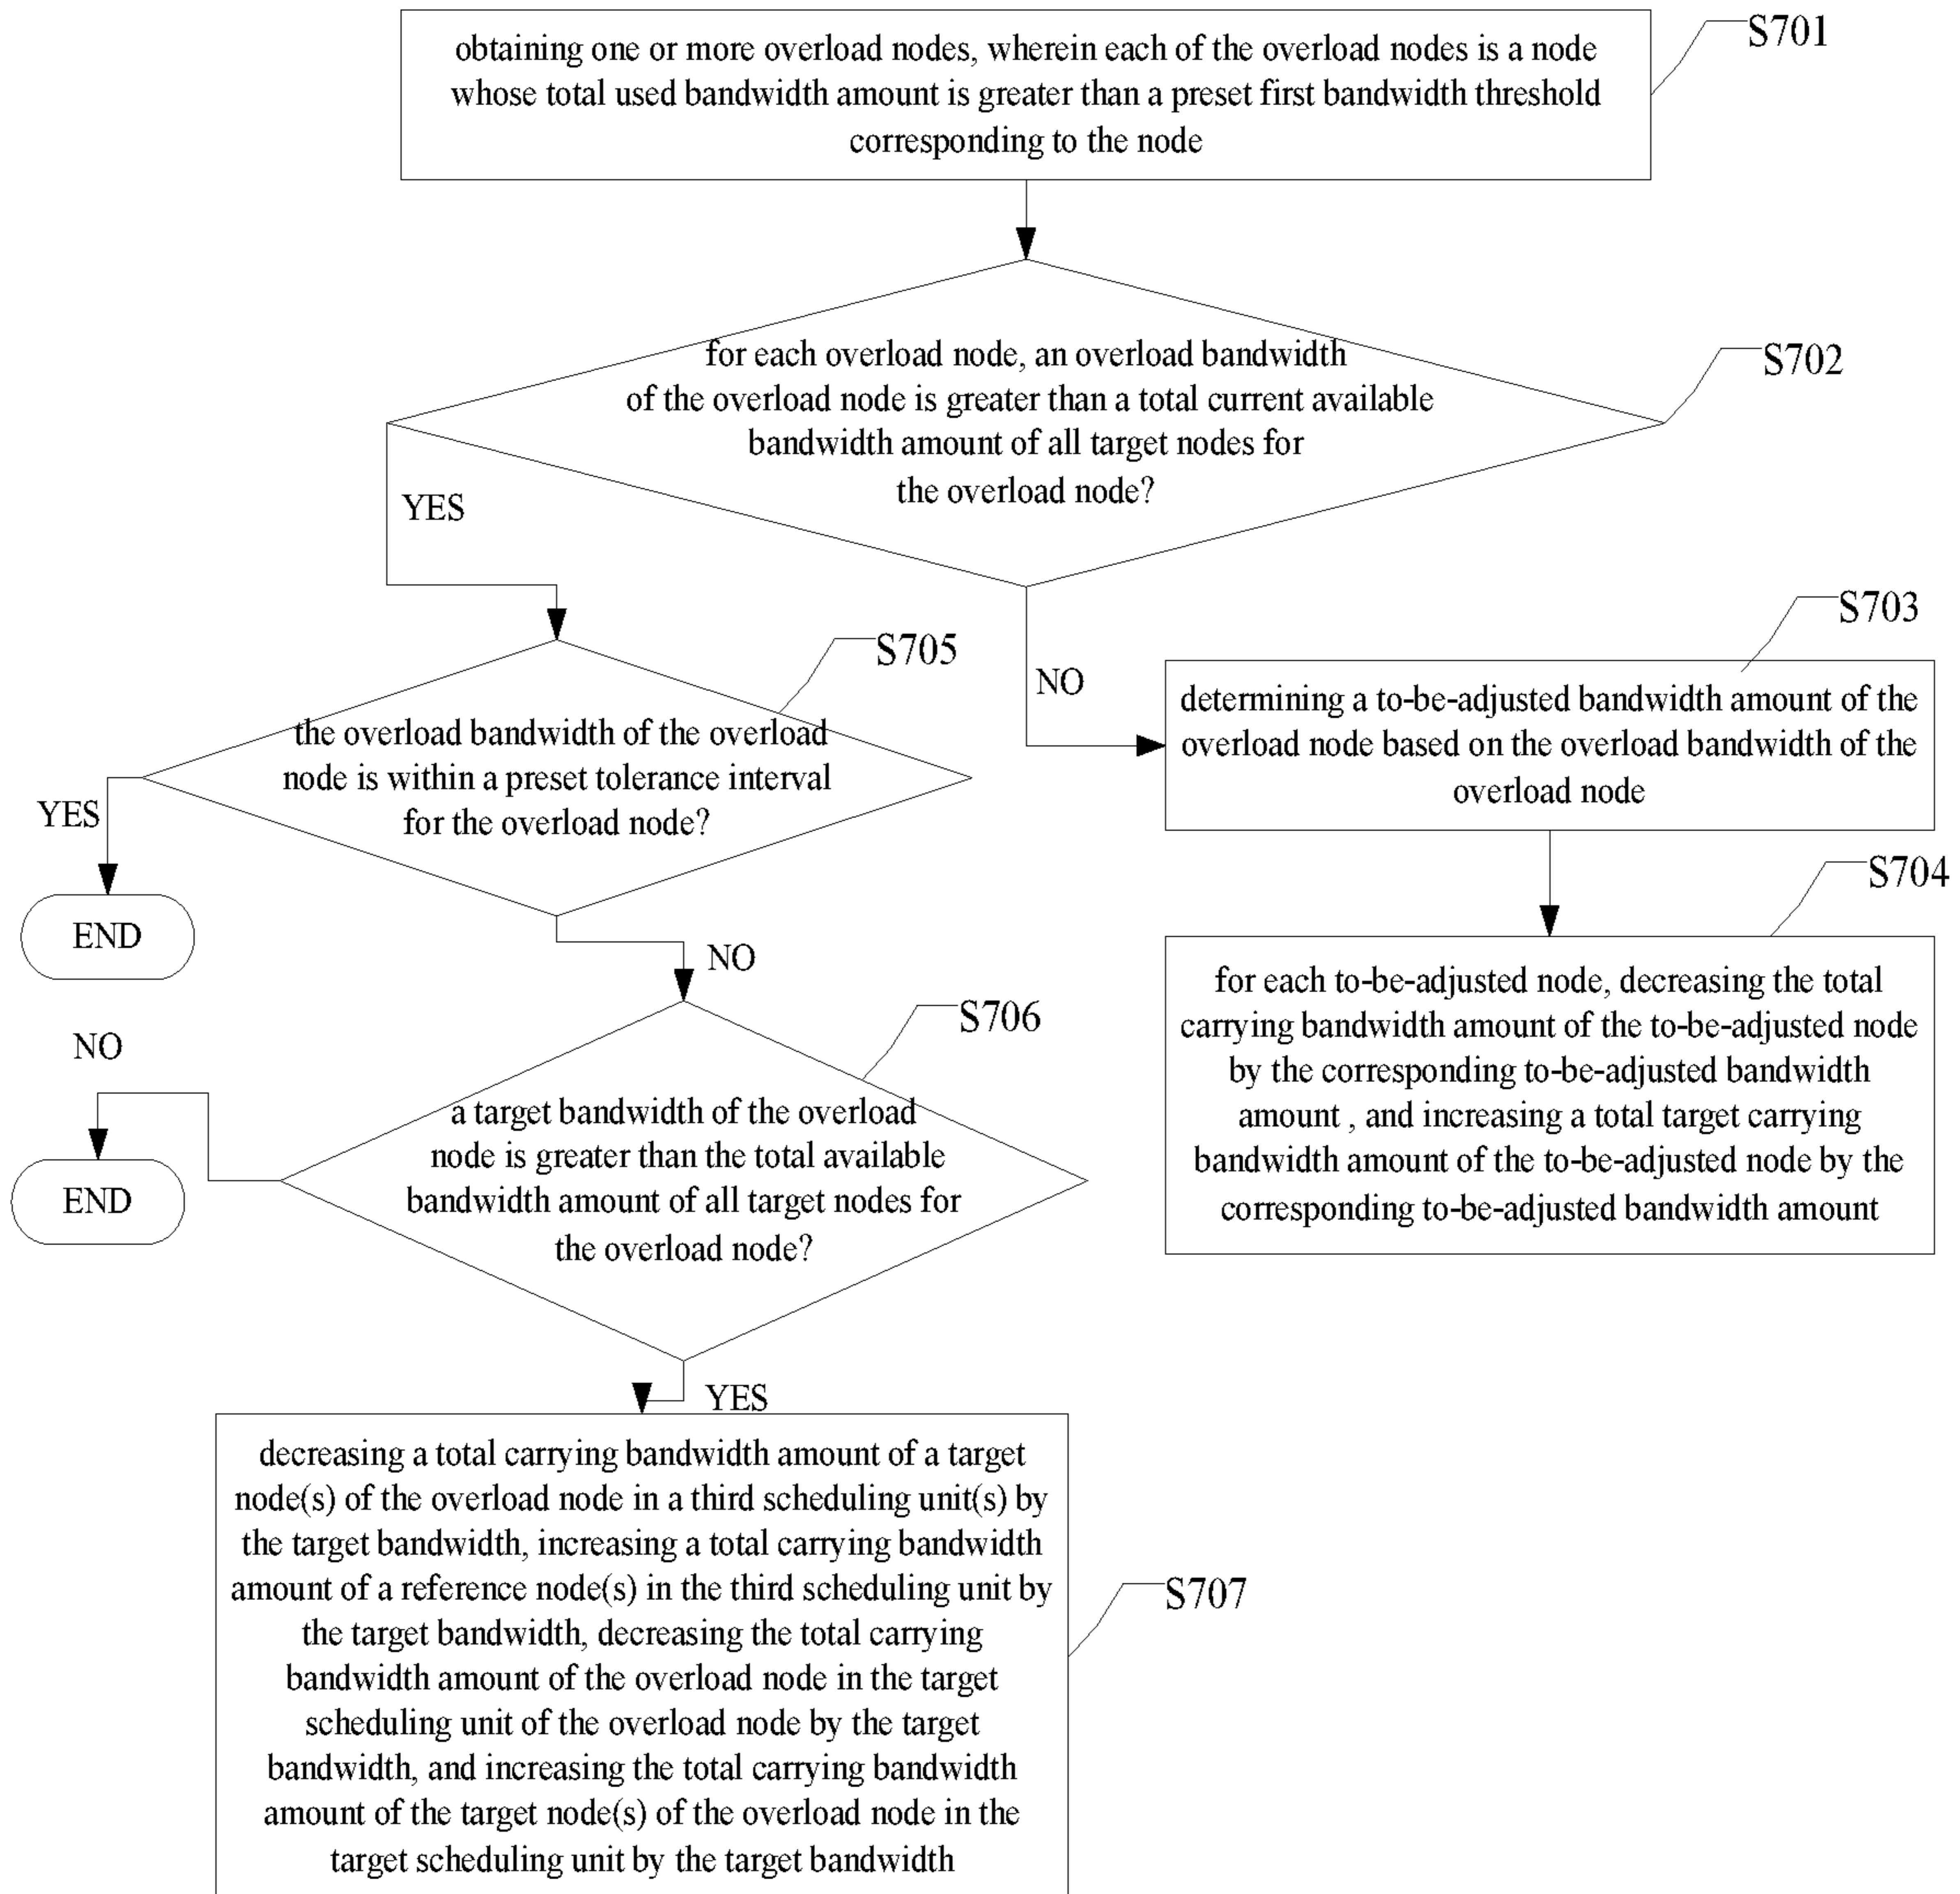 S701
obtaining one or more overload nodes, wherein each of the overload nodes is a node
whose total used bandwidth amount is greater than a preset first bandwidth threshold
corresponding to the node
S702
for each overload node, an overload bandwidth
of the overload node is greater than a total current available
bandwidth amount of all target nodes for
the overload node?
YES
NO
S703
determining a to-be-adjusted bandwidth amount of the
overload node based on the overload bandwidth of the
overload node
S704
for each to-be-adjusted node, decreasing the total
carrying bandwidth amount of the to-be-adjusted node
by the corresponding to-be-adjusted bandwidth
amount , and increasing a total target carrying
bandwidth amount of the to-be-adjusted node by the
corresponding to-be-adjusted bandwidth amount
S705
the overload bandwidth of the overload
node is within a preset tolerance interval
for the overload node?
YES
END
NO
S706
a target bandwidth of the overload
node is greater than the total available
bandwidth amount of all target nodes for
the overload node?
NO
END
YES
S707
decreasing a total carrying bandwidth amount of a target
node(s) of the overload node in a third scheduling unit(s) by
the target bandwidth, increasing a total carrying bandwidth
amount of a reference node(s) in the third scheduling unit by
the target bandwidth, decreasing the total carrying
bandwidth amount of the overload node in the target
scheduling unit of the overload node by the target
bandwidth, and increasing the total carrying bandwidth
amount of the target node(s) of the overload node in the
target scheduling unit by the target bandwidth